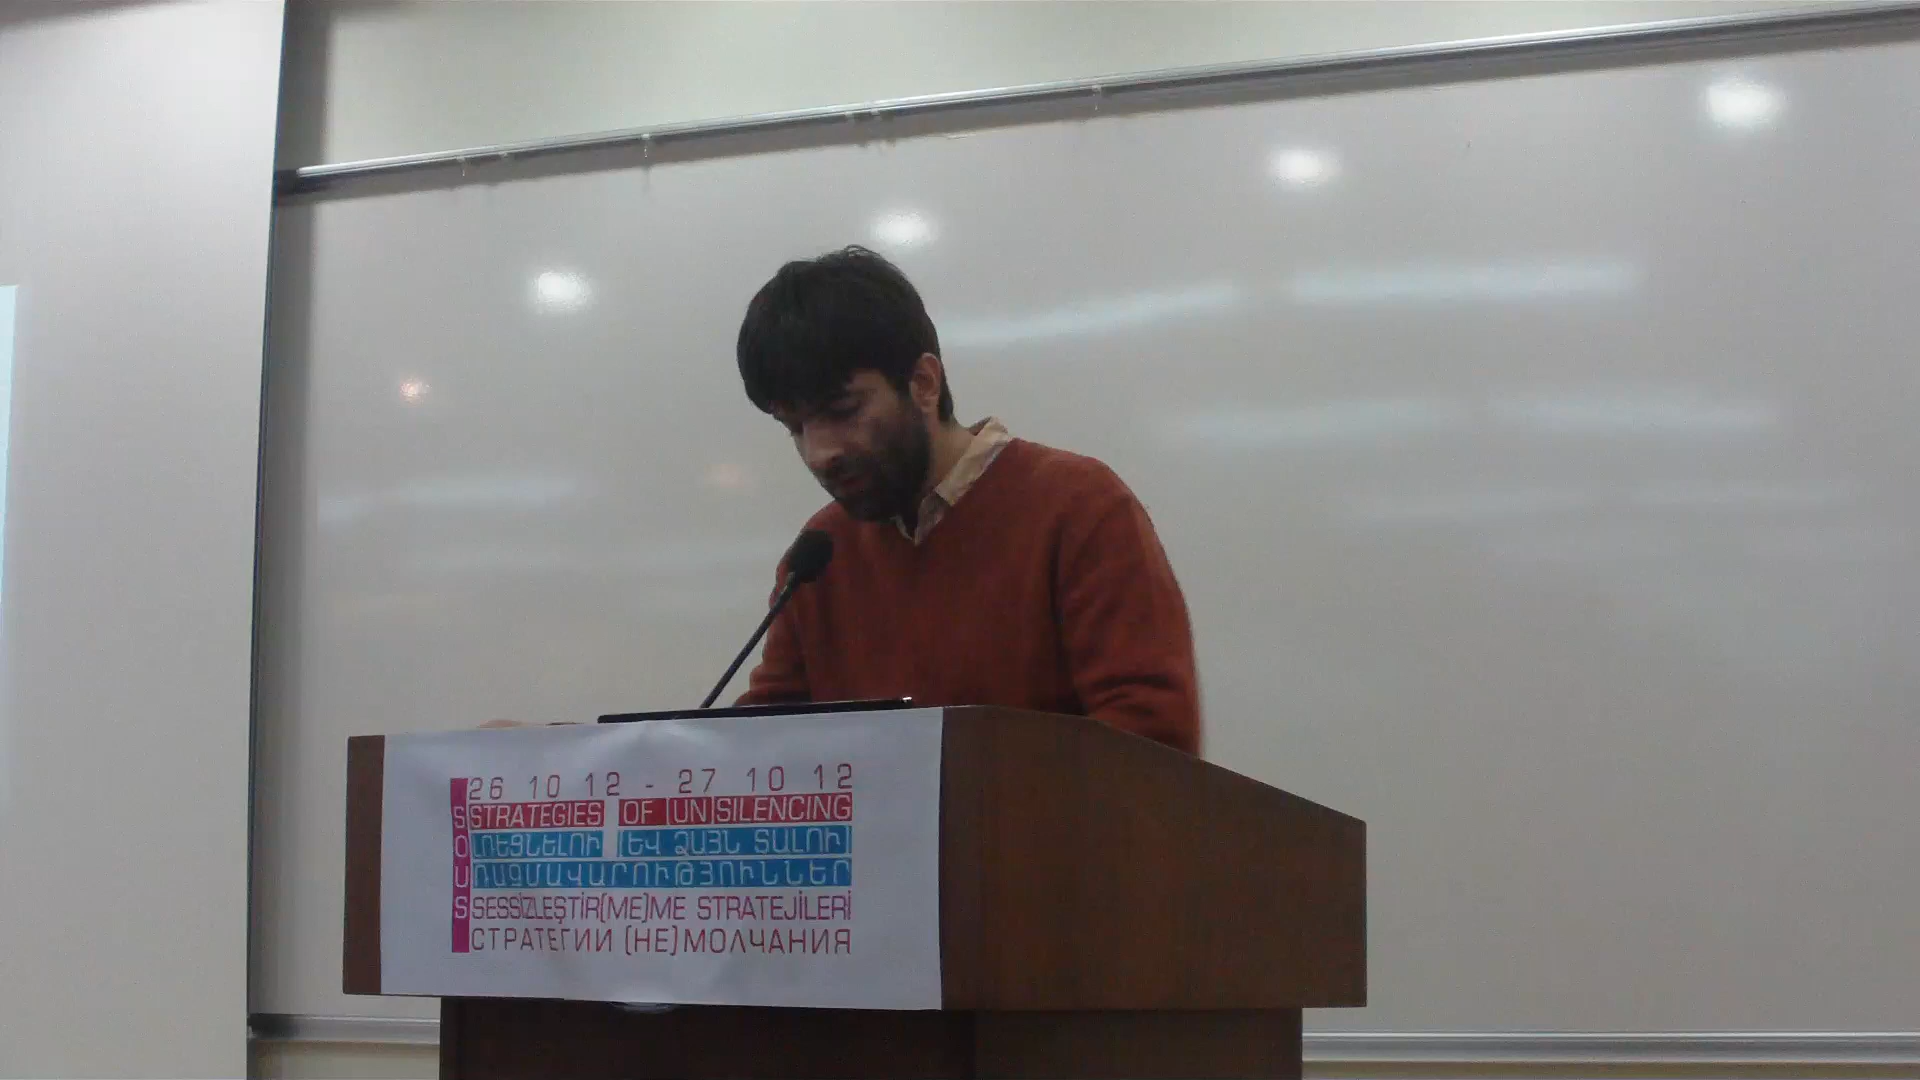 26 10 12 - 27 10 12
STRATEGIES OF (UN)SILENCING
ԼՌԵՑՆԵԼՈՒ (ԵՎ ՁԱՅՆ ՏԱԼՈՒ)
ՌԱԶՄԱՎԱՐՈՒԹՅՈՒՆՆԵՐ
SESSİZLEŞTİR(ME)ME STRATEJİLERİ
СТРАТЕГИИ (НЕ)МОЛЧАНИЯ
SOUS